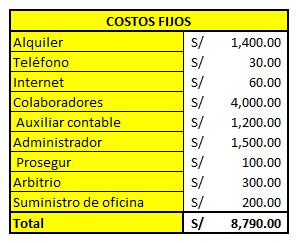 COSTOS FIJOS
Alquiler S/ 1,400.00
Teléfono S/ 30.00
Internet S/ 60.00
Colaboradores S/ 4,000.00
Auxiliar contable S/ 1,200.00
Administrador S/ 1,500.00
Prosegur S/ 100.00
Arbitrio S/ 300.00
Suministro de oficina S/ 200.00
Total S/ 8,790.00